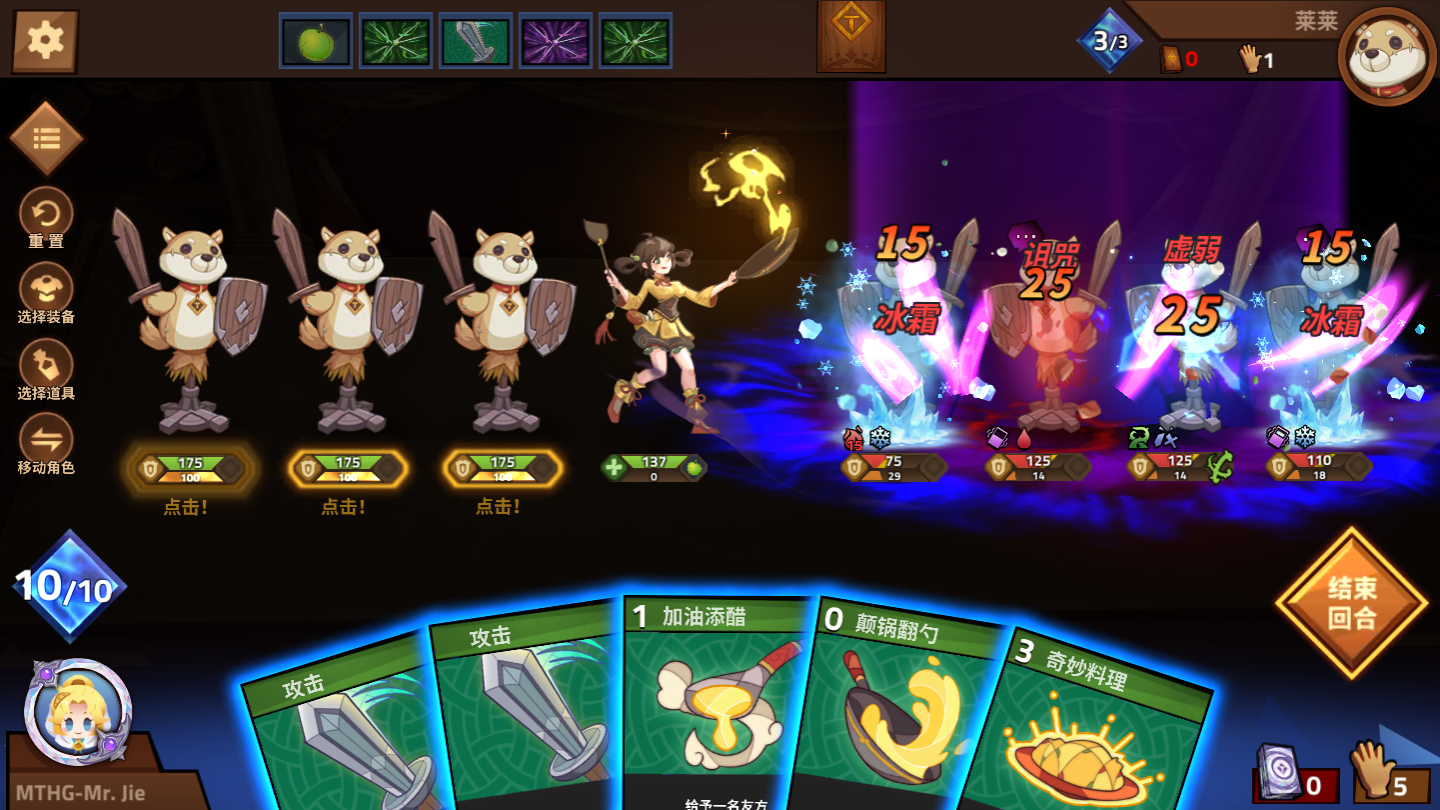 莱莱
3/3
0
1
重置
选择装备
选择道具
移动角色
15
诅咒
25
虚弱
25
15
冰霜
冰霜
15
175
100
175
100
175
100
137
0
75
29
125
14
125
14
110
18
点击！
点击！
点击！
10/10
结束
回合
攻击
攻击
1 加油添醋
0 颠锅翻勺
3 奇妙料理
给予一名友方
MTHG-Mr. Jie
0
5